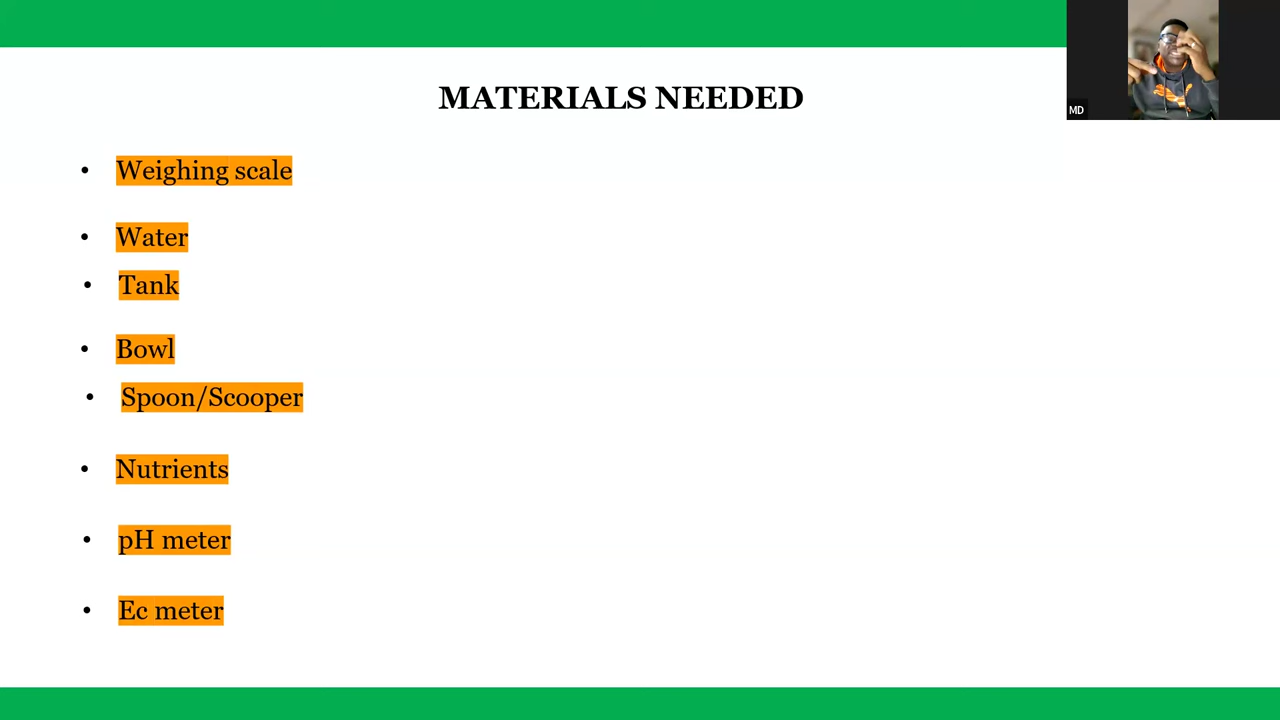 MATERIALS NEEDED
MD
• Weighing scale
• Water
• Tank
• Bowl
• Spoon/Scooper
• Nutrients
• pH meter
• Ec meter